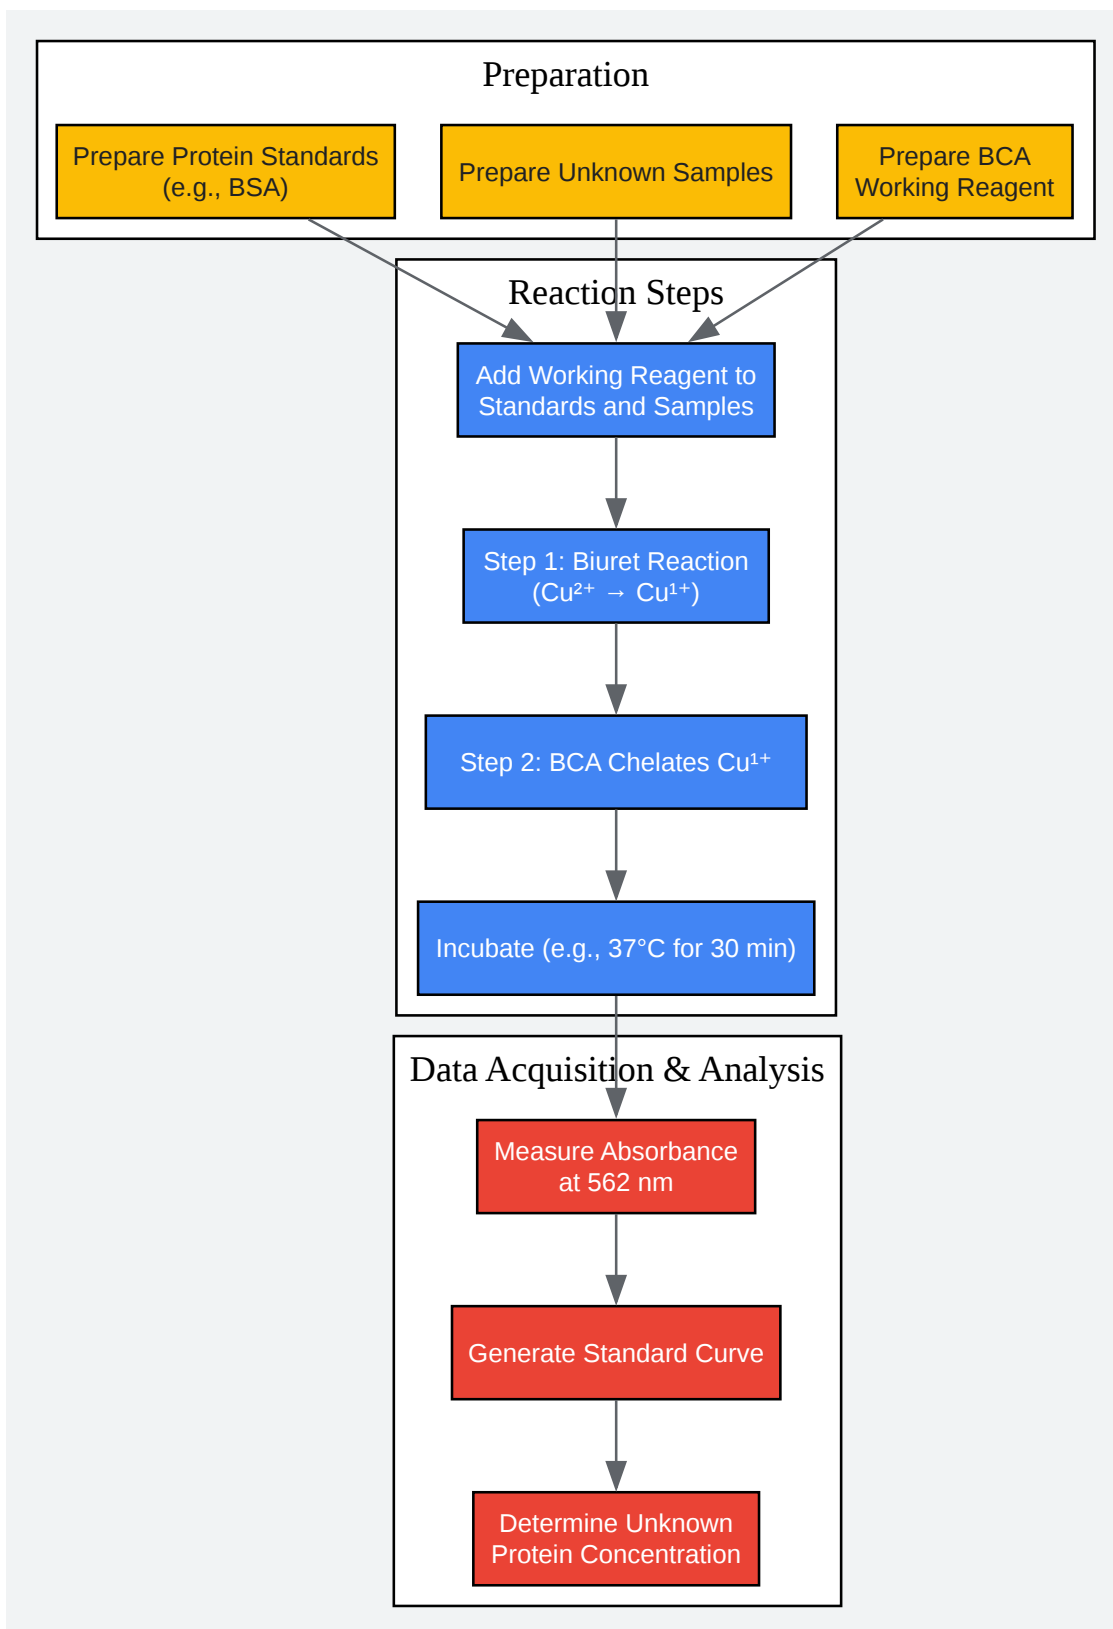 Preparation
Prepare Protein Standards
(e.g., BSA)
Prepare Unknown Samples
Prepare BCA
Working Reagent
Reaction Steps
Add Working Reagent to
Standards and Samples
Step 1: Biuret Reaction
(Cu²⁺ → Cu¹⁺)
Step 2: BCA Chelates Cu¹⁺
Incubate (e.g., 37°C for 30 min)
Data Acquisition & Analysis
Measure Absorbance
at 562 nm
Generate Standard Curve
Determine Unknown
Protein Concentration